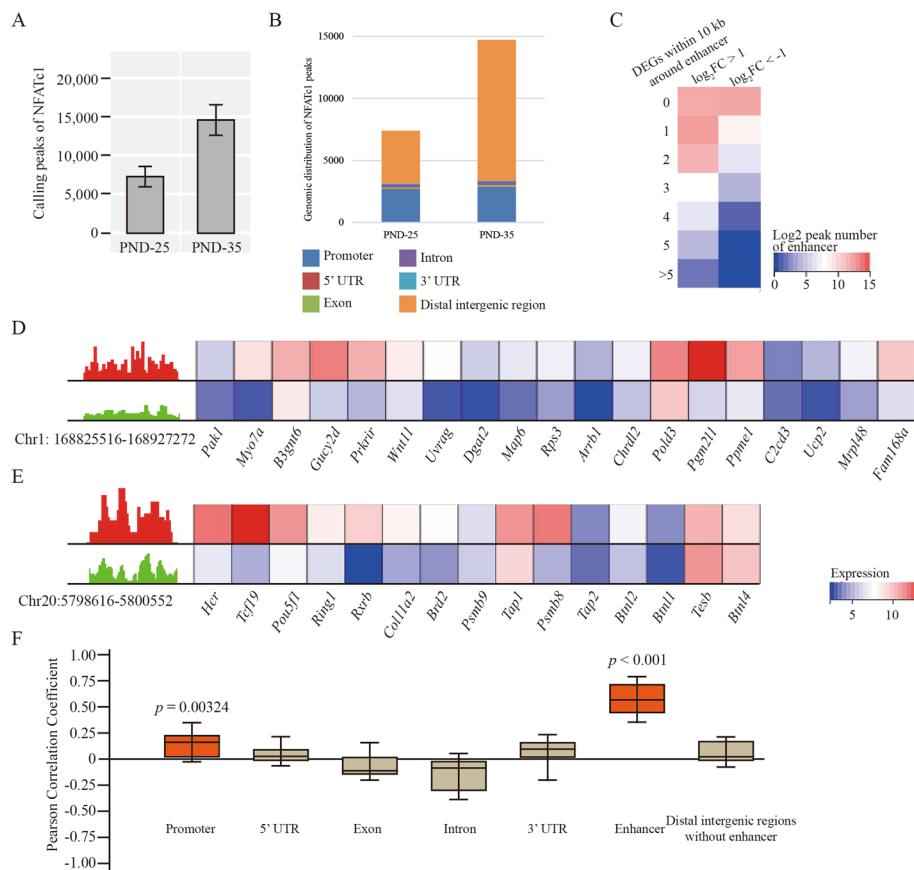 A
Calling peaks of NFATc1
20,000
15,000
10,000
5,000
0
PND-25
PND-35
B
Genomic distribution of NFATc1 peaks
15000
10000
5000
0
PND-25
PND-35
Promoter
Intron
5' UTR
3' UTR
Exon
Distal intergenic region
C
DEGs within 10 kb
around enhancer
log2FC > 1
log2FC < -1
0
1
2
3
4
5
>5
Log2 peak number
of enhancer
0
5
10
15
D
Chr1: 168825516-168927272
Pak1
Myo7a
B3gnt6
Gucy2d
Prkrir
Wnt11
Uvrag
Dgat2
Map6
Rps3
Arrb1
Chrdl2
Pold3
Pgm2l1
Ppme1
C2cd3
Ucp2
Mrpl48
Fam168a
E
Chr20:5798616-5800552
Hcr
Tcf19
Pou5f1
Ring1
Rxrb
Col11a2
Brd2
Psmb9
Tap1
Psmb8
Tap2
Btnl2
Btnl1
Tesb
Btnl4
Expression
5
10
F
Pearson Correlation Coefficient
1.00
0.75
0.50
0.25
0
-0.25
-0.50
-0.75
-1.00
p = 0.00324
p < 0.001
Promoter
5' UTR
Exon
Intron
3' UTR
Enhancer
Distal intergenic regions
without enhancer